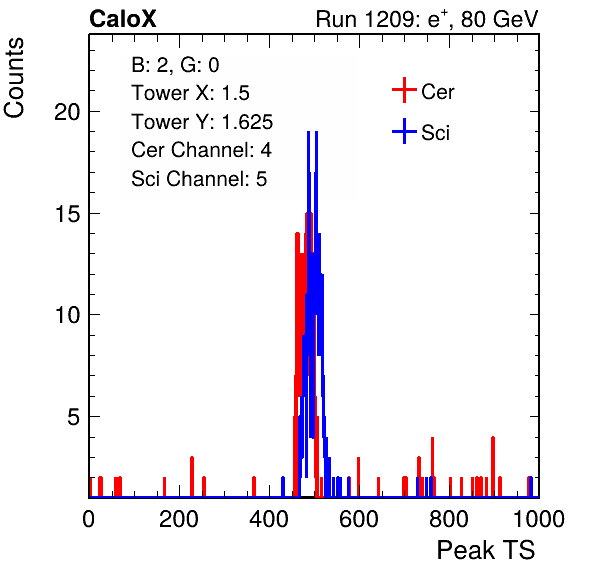 CaloX Run 1209: e⁺, 80 GeV
Counts
B: 2, G: 0
Tower X: 1.5
Tower Y: 1.625
Cer Channel: 4
Sci Channel: 5
Cer
Sci
20
15
10
5
0 200 400 600 800 1000
Peak TS